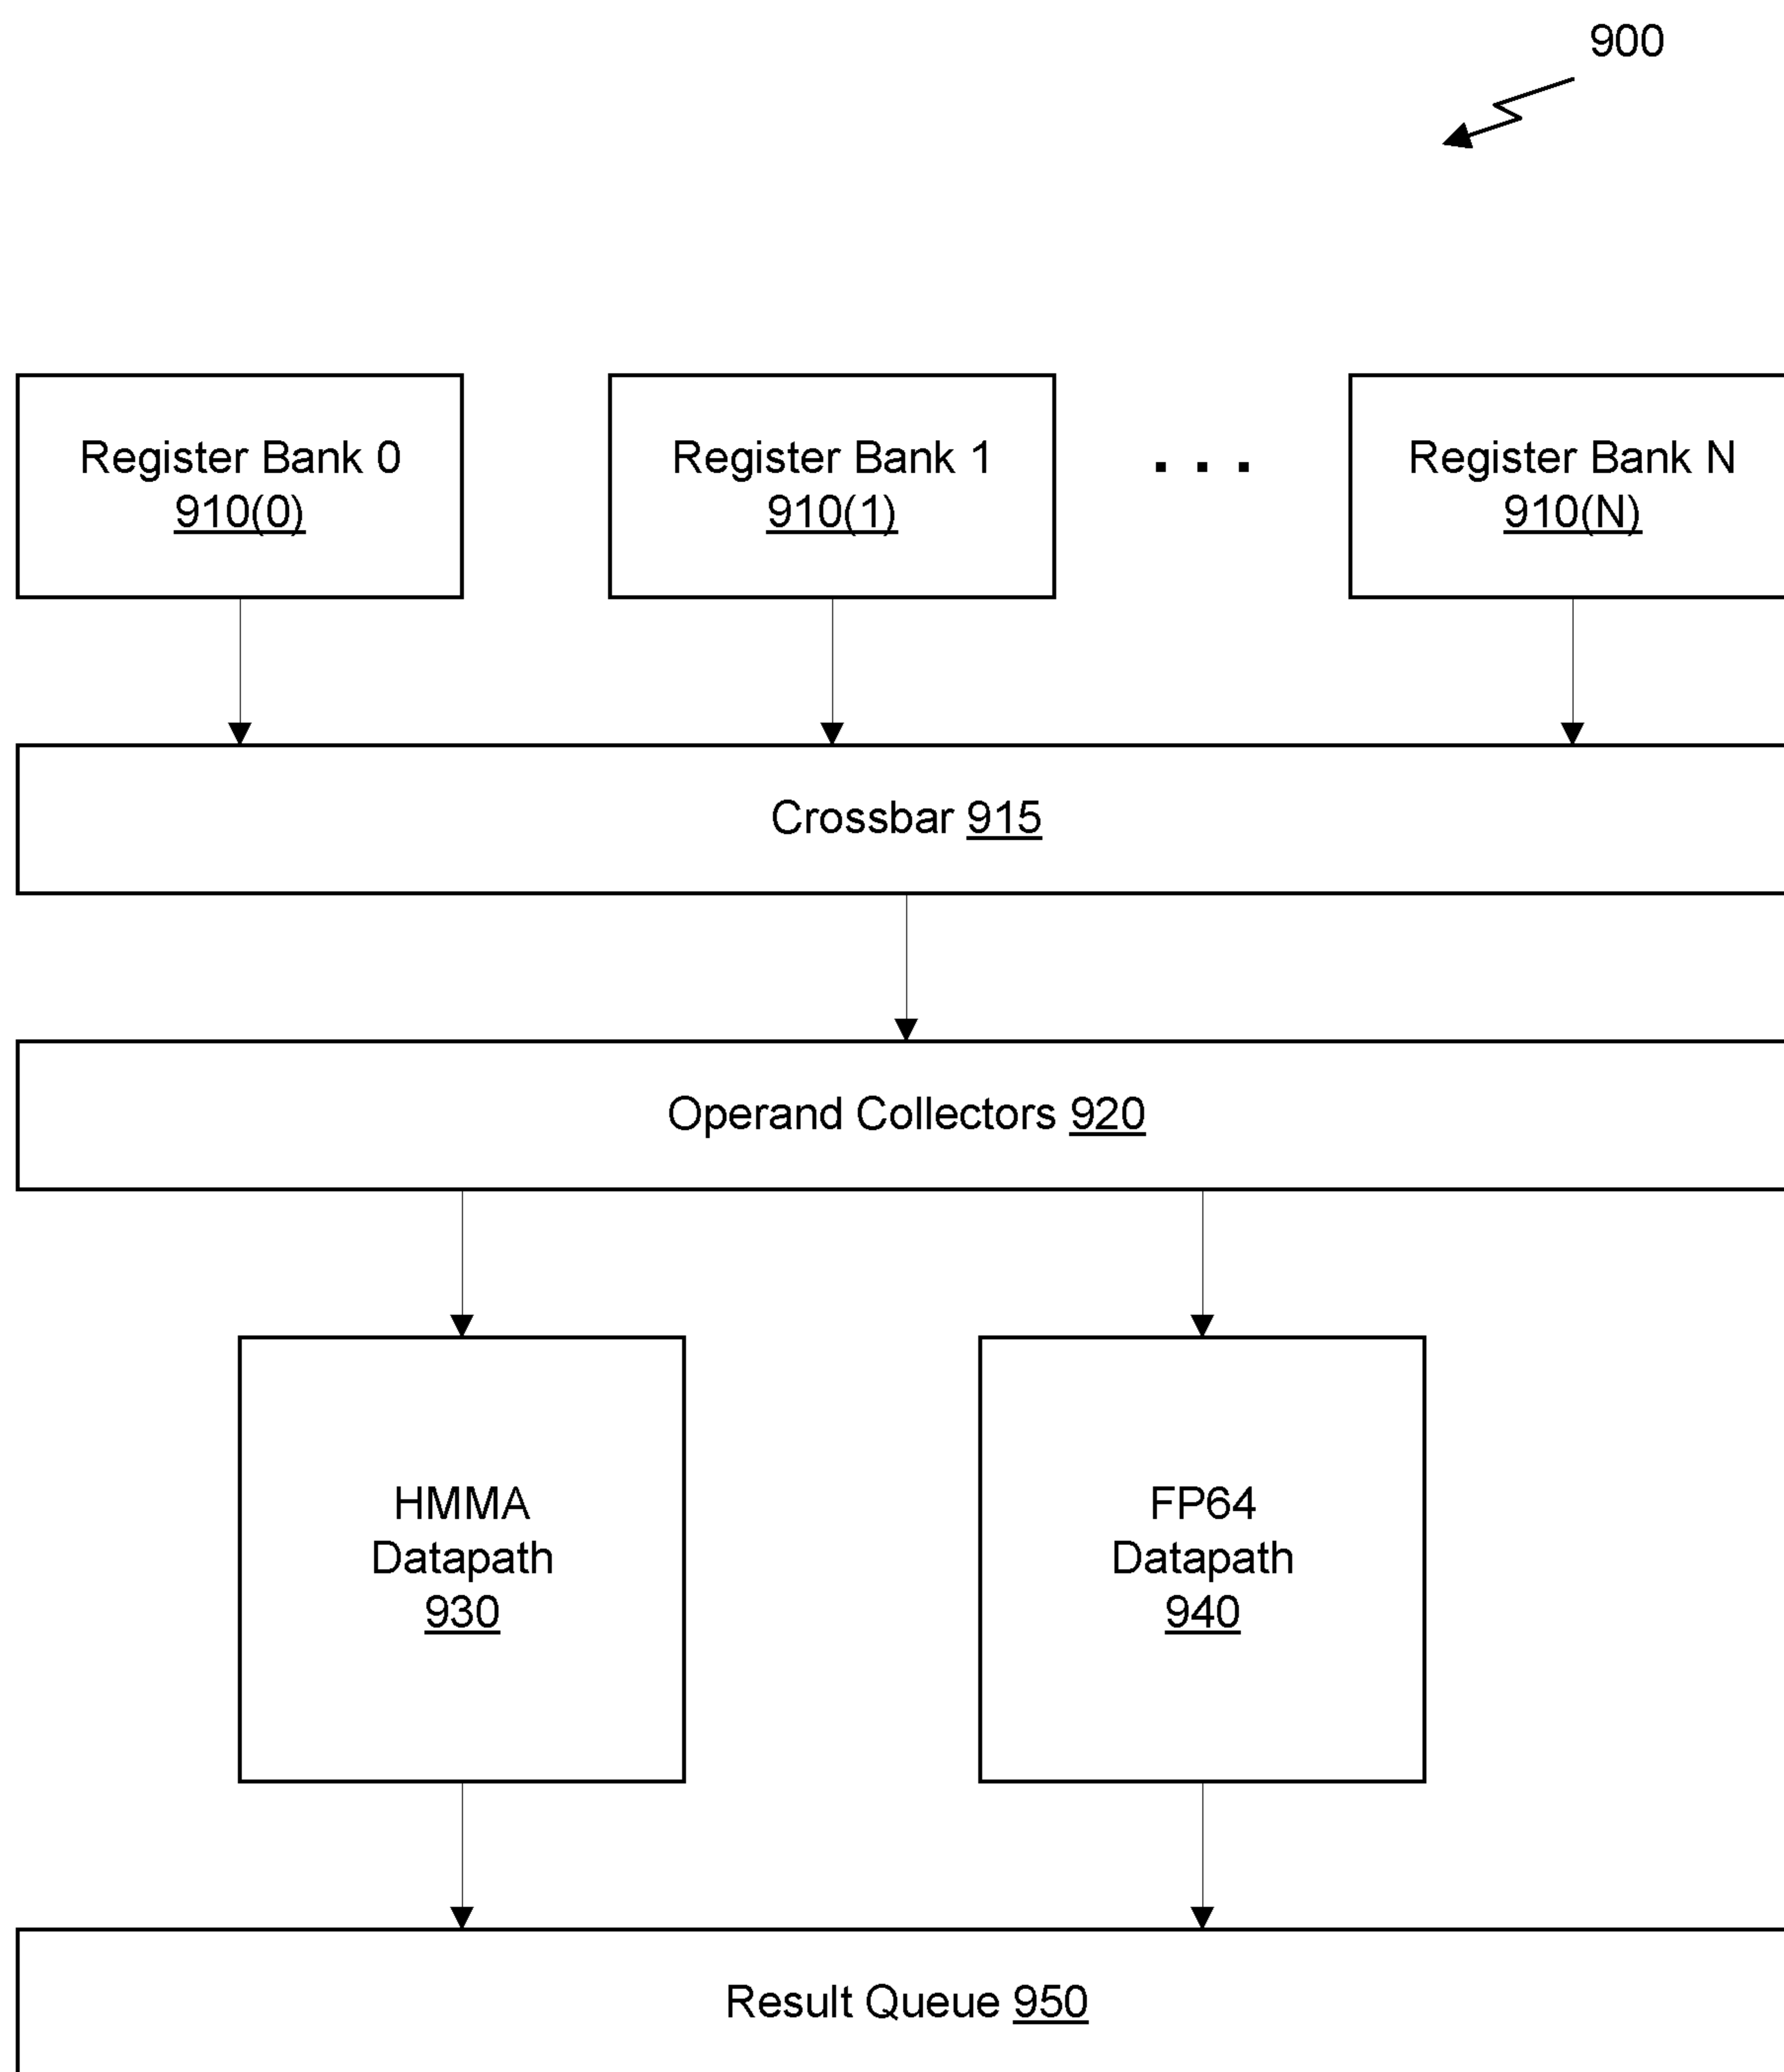 900
Register Bank 0
910(0)
Register Bank 1
910(1)
. . .
Register Bank N
910(N)
Crossbar 915
Operand Collectors 920
HMMA
Datapath
930
FP64
Datapath
940
Result Queue 950